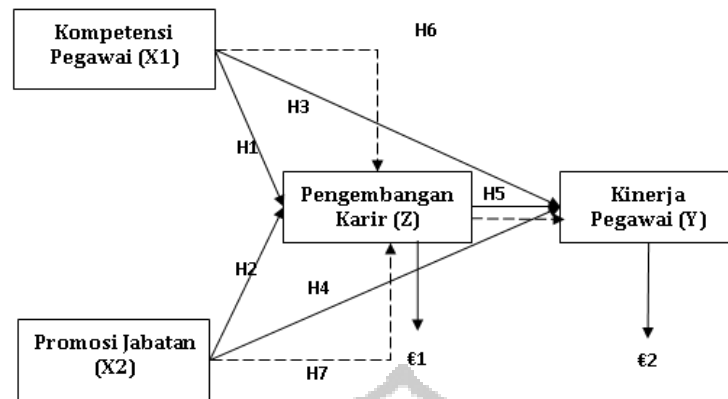 Kompetensi
Pegawai (X1)
H6
H3
H1
Pengembangan
Karir (Z)
H5
Kinerja
Pegawai (Y)
H2
H4
Promosi Jabatan
(X2)
H7
€1
€2